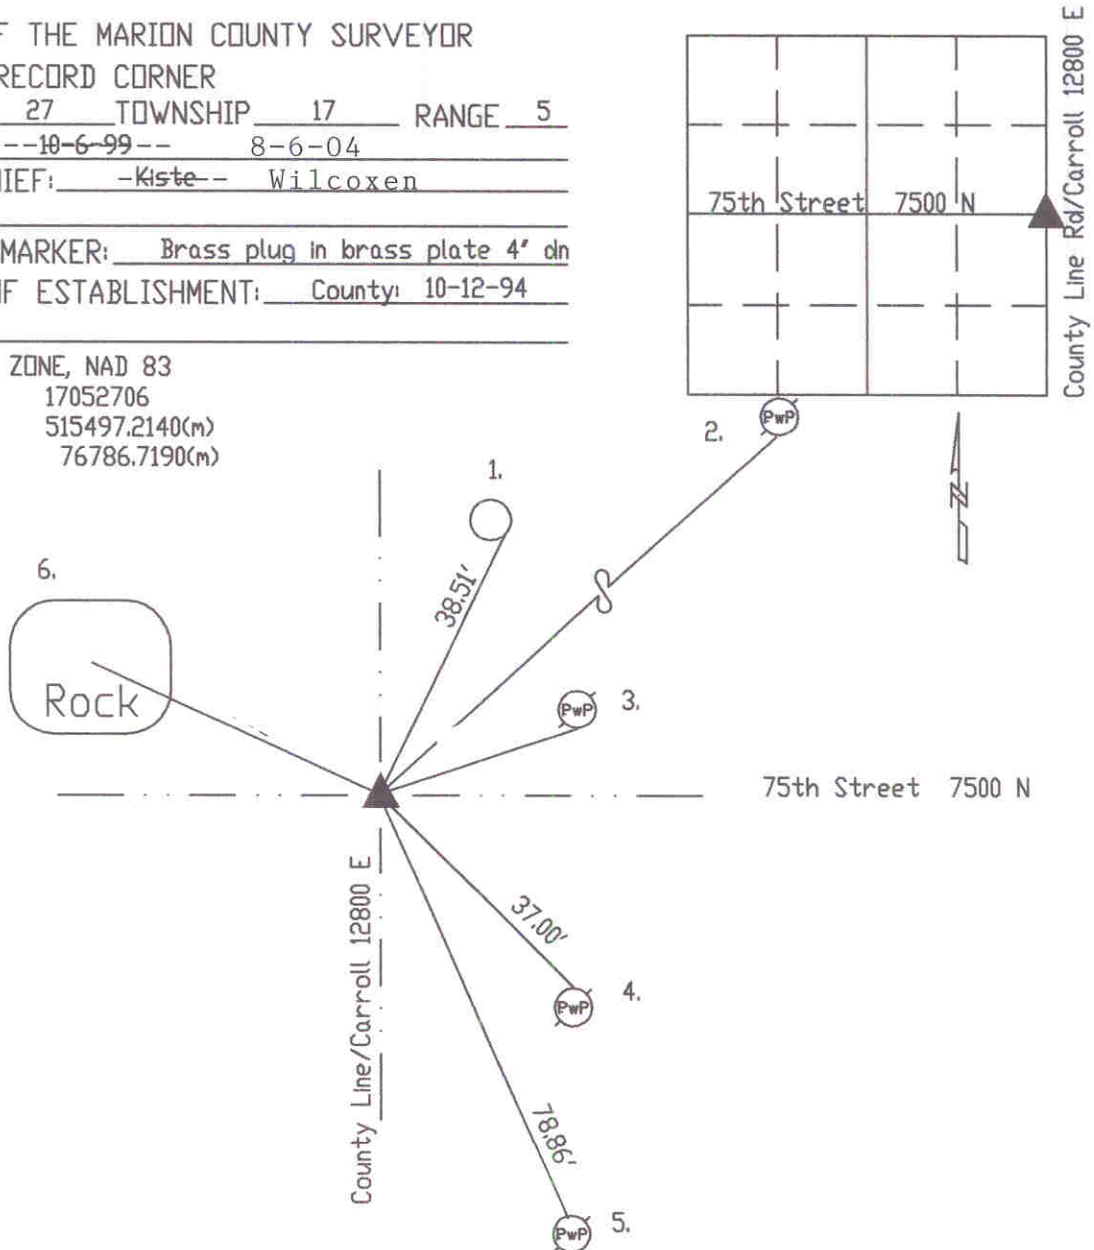 F THE MARION COUNTY SURVEYOR
RECORD CORNER
27 TOWNSHIP 17 RANGE 5
--10-6-99-- 8-6-04
IEF: -Kiste-- Wilcoxen
MARKER: Brass plug in brass plate 4' dn
F ESTABLISHMENT: County: 10-12-94
ZONE, NAD 83
17052706
515497.2140(m)
76786.7190(m)
75th Street 7500 N
County Line Rd/Carroll 12800 E
N
2.
PwP
1.
38.51'
6.
Rock
PwP
3.
75th Street 7500 N
County Line/Carroll 12800 E
37.00'
PwP
4.
78.86'
PwP
5.